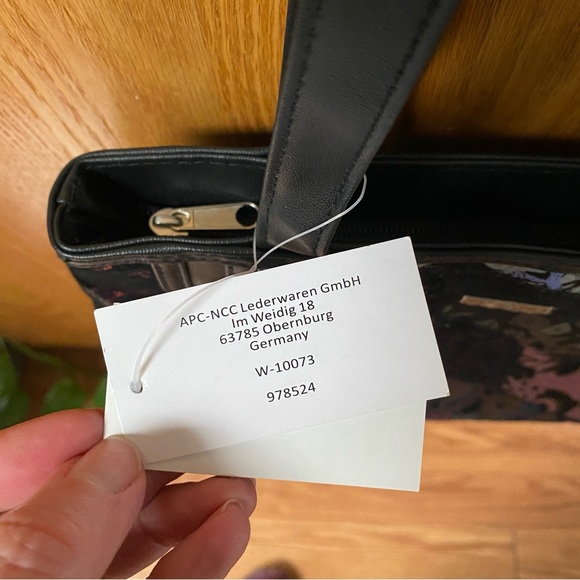 APC-NCC Lederwaren GmbH
Im Weidig 18
63785 Obernburg
Germany
W-10073
978524